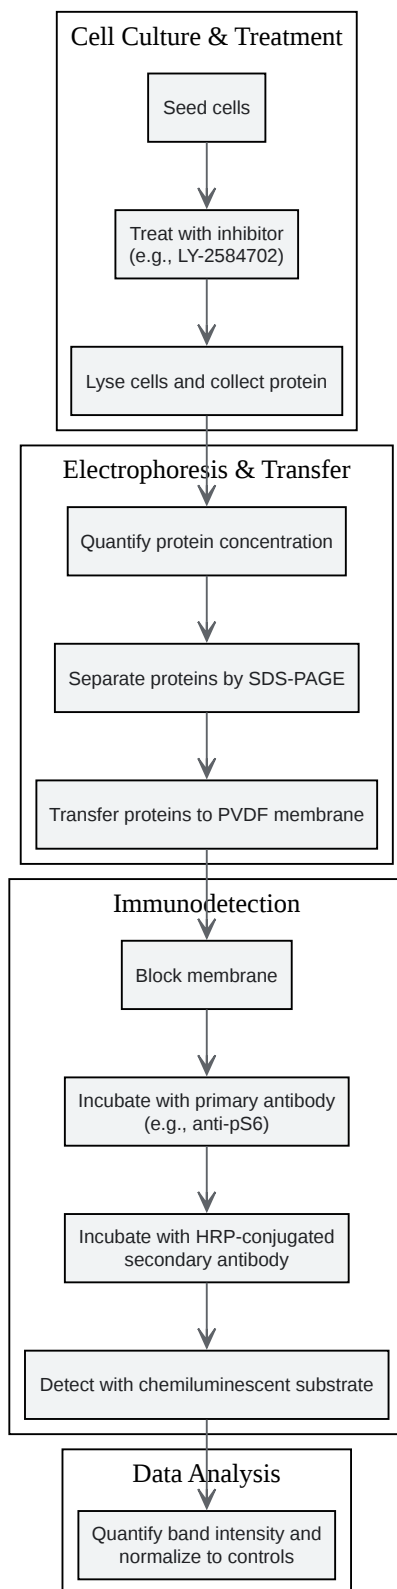 Cell Culture & Treatment
Seed cells
Treat with inhibitor
(e.g., LY-2584702)
Lyse cells and collect protein
Electrophoresis & Transfer
Quantify protein concentration
Separate proteins by SDS-PAGE
Transfer proteins to PVDF membrane
Immunodetection
Block membrane
Incubate with primary antibody
(e.g., anti-pS6)
Incubate with HRP-conjugated
secondary antibody
Detect with chemiluminescent substrate
Data Analysis
Quantify band intensity and
normalize to controls